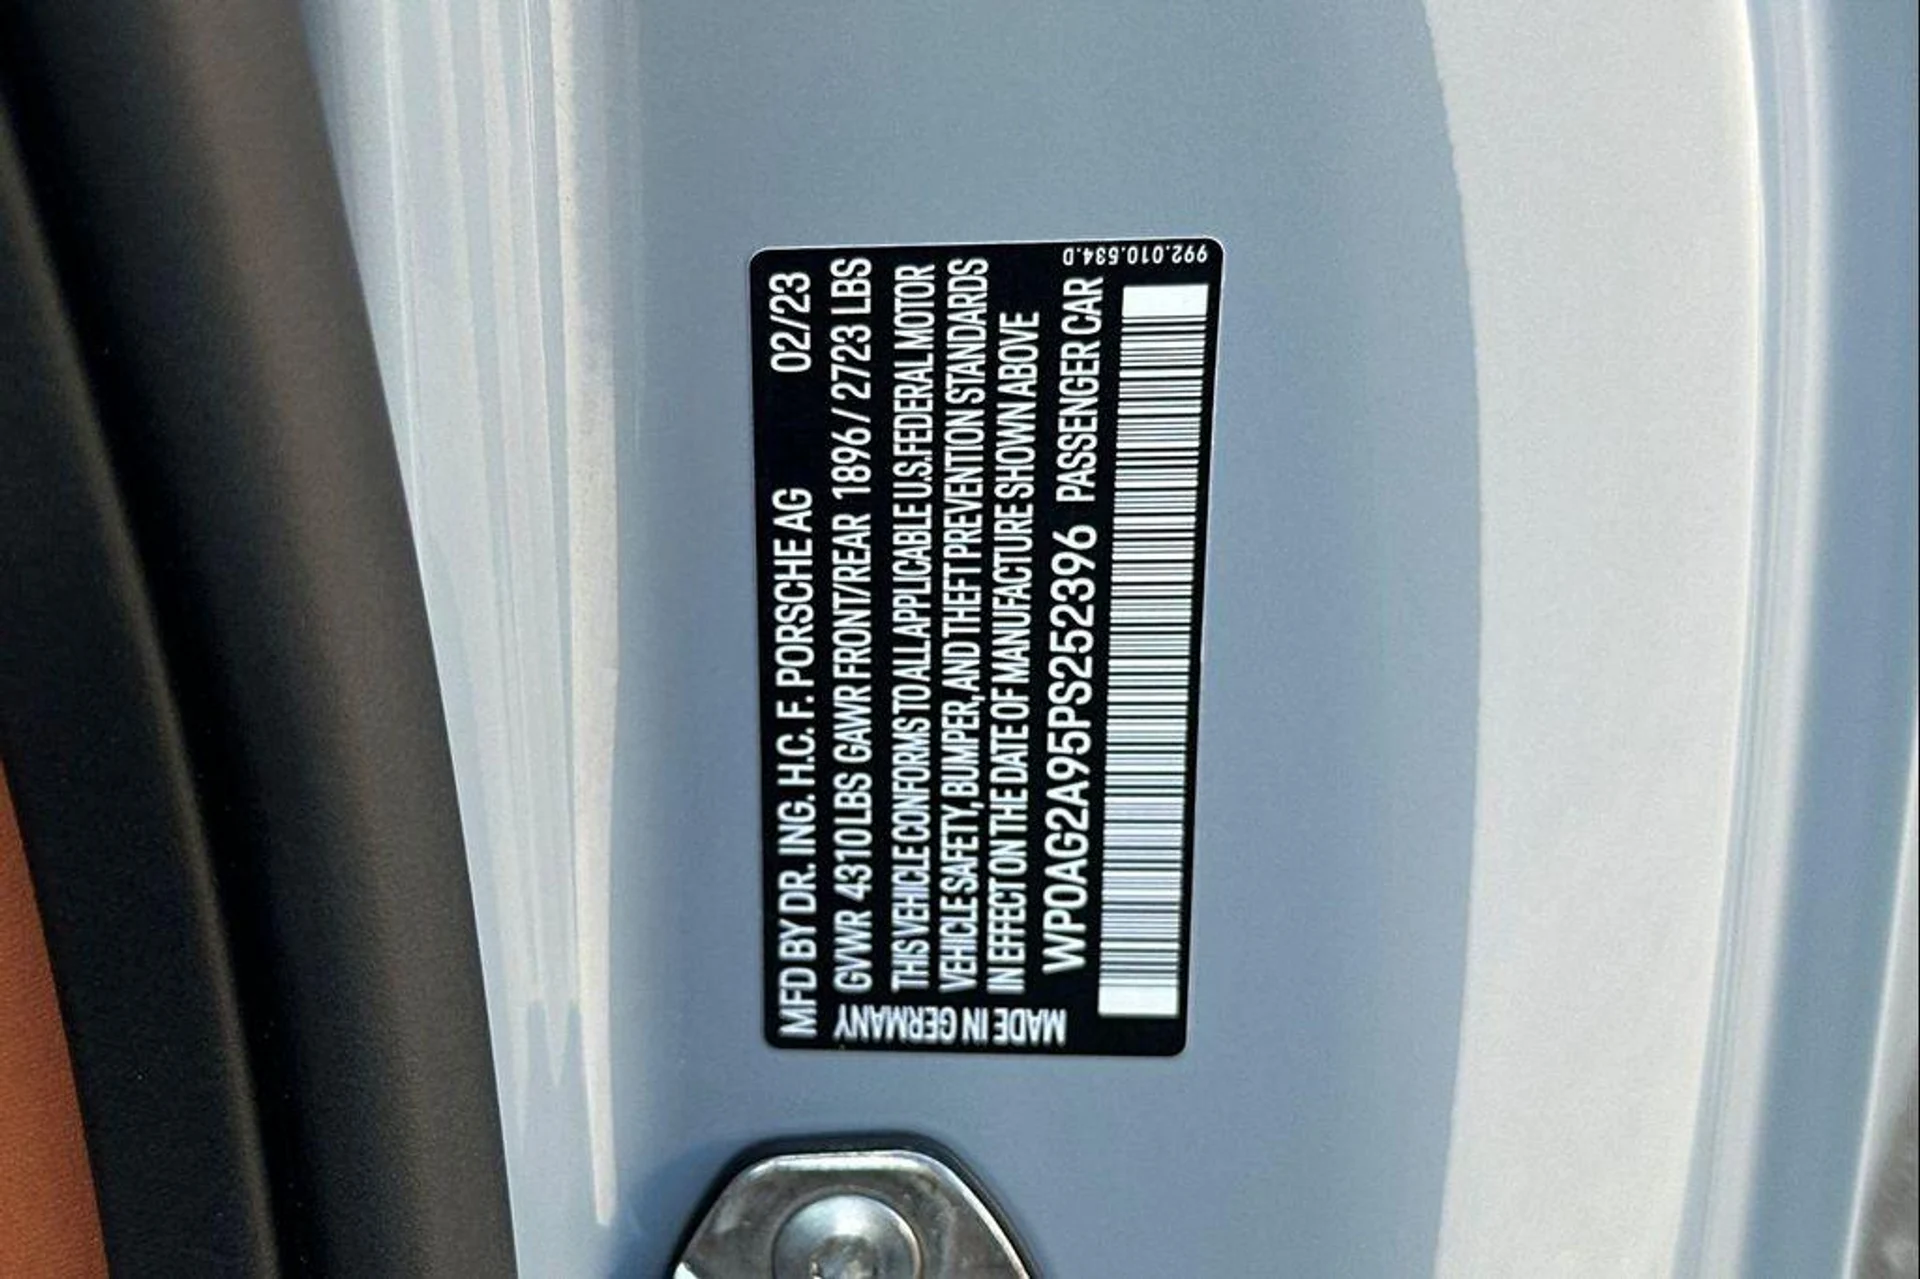 MFD BY DR. ING. H.C. F. PORSCHE AG 02/23
GVWR 4310 LBS GAWR FRONT/REAR 1896/2723 LBS
THIS VEHICLE CONFORMS TO ALL APPLICABLE U.S. FEDERAL MOTOR
VEHICLE SAFETY, BUMPER, AND THEFT PREVENTION STANDARDS
IN EFFECT ON THE DATE OF MANUFACTURE SHOWN ABOVE
WP0AG2A95PS252396 PASSENGER CAR
MADE IN GERMANY
992.010.534.D